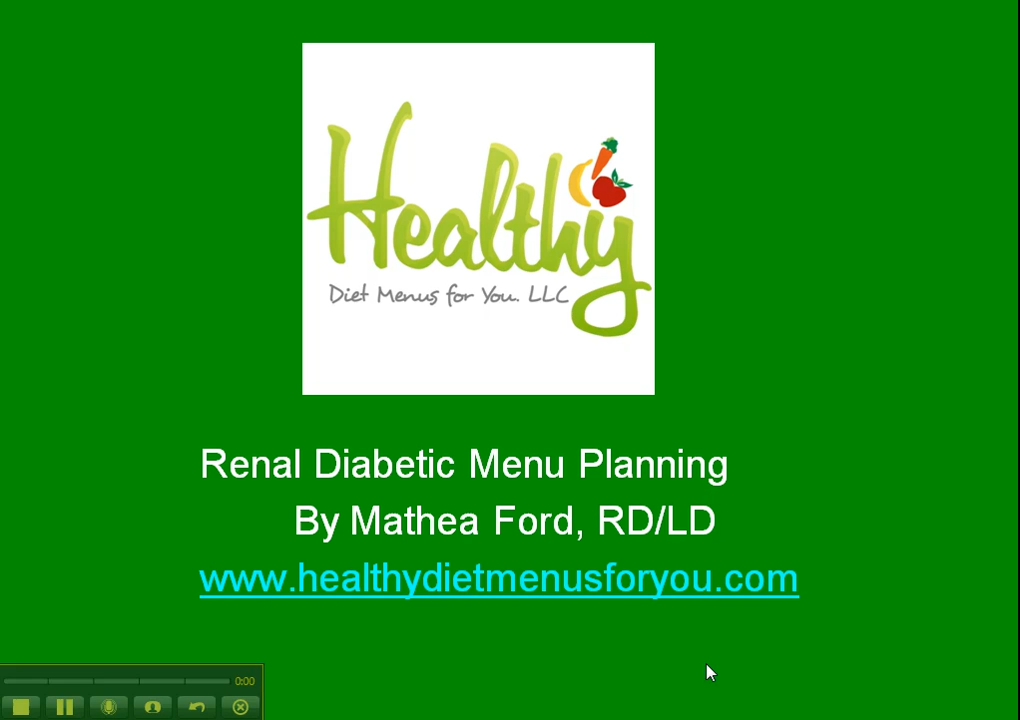 Healthy
Diet Menus for You. LLC
Renal Diabetic Menu Planning
By Mathea Ford, RD/LD
www.healthydietmenusforyou.com
0:00